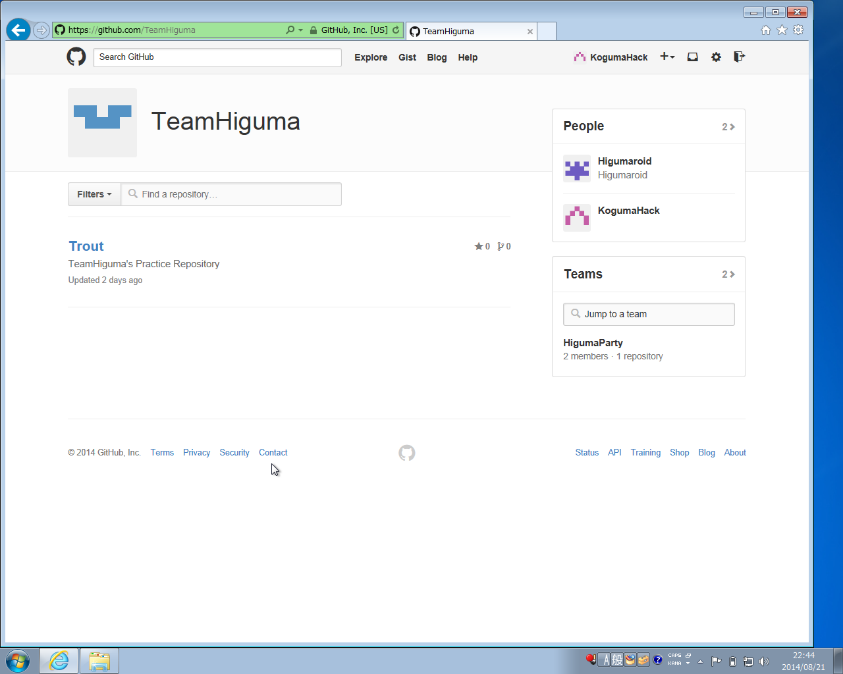 https://github.com/TeamHiguma
GitHub, Inc. [US]
TeamHiguma
Search GitHub
Explore Gist Blog Help
KogumaHack
TeamHiguma
People 2
Higumaroid
Higumaroid
KogumaHack
Filters
Find a repository…
Trout
0 0
TeamHiguma's Practice Repository
Updated 2 days ago
Teams 2
Jump to a team
HigumaParty
2 members · 1 repository
© 2014 GitHub, Inc. Terms Privacy Security Contact
Status API Training Shop Blog About
A 般
CAPS
KANA
22:44
2014/08/21